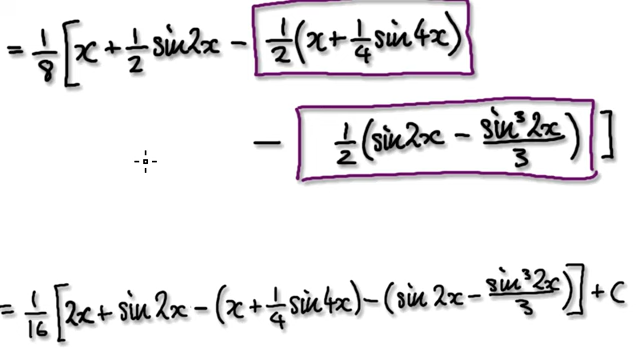 = 1/8 [ x + 1/2 sin2x − 1/2 (x + 1/4 sin4x)
− 1/2 (sin2x − sin³2x/3) ]
= 1/16 [ 2x + sin2x − (x + 1/4 sin4x) − (sin2x − sin³2x/3) ] + C